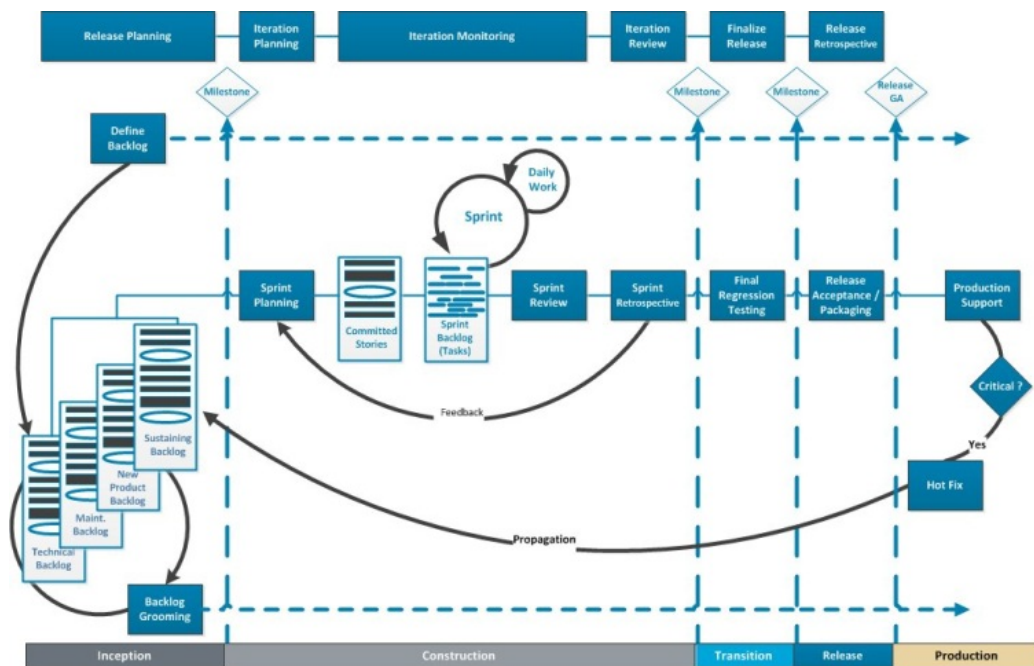 Release Planning
Iteration
Planning
Iteration Monitoring
Iteration
Review
Finalize
Release
Release
Retrospective
Milestone
Milestone
Milestone
Release
GA
Define
Backlog
Daily
Work
Sprint
Sprint
Planning
Committed
Stories
Sprint
Backlog
(Tasks)
Sprint
Review
Sprint
Retrospective
Final
Regression
Testing
Release
Acceptance /
Packaging
Production
Support
Critical ?
Feedback
Yes
Hot Fix
Sustaining
Backlog
New
Product
Backlog
Maint.
Backlog
Technical
Backlog
Propagation
Backlog
Grooming
Inception
Construction
Transition
Release
Production